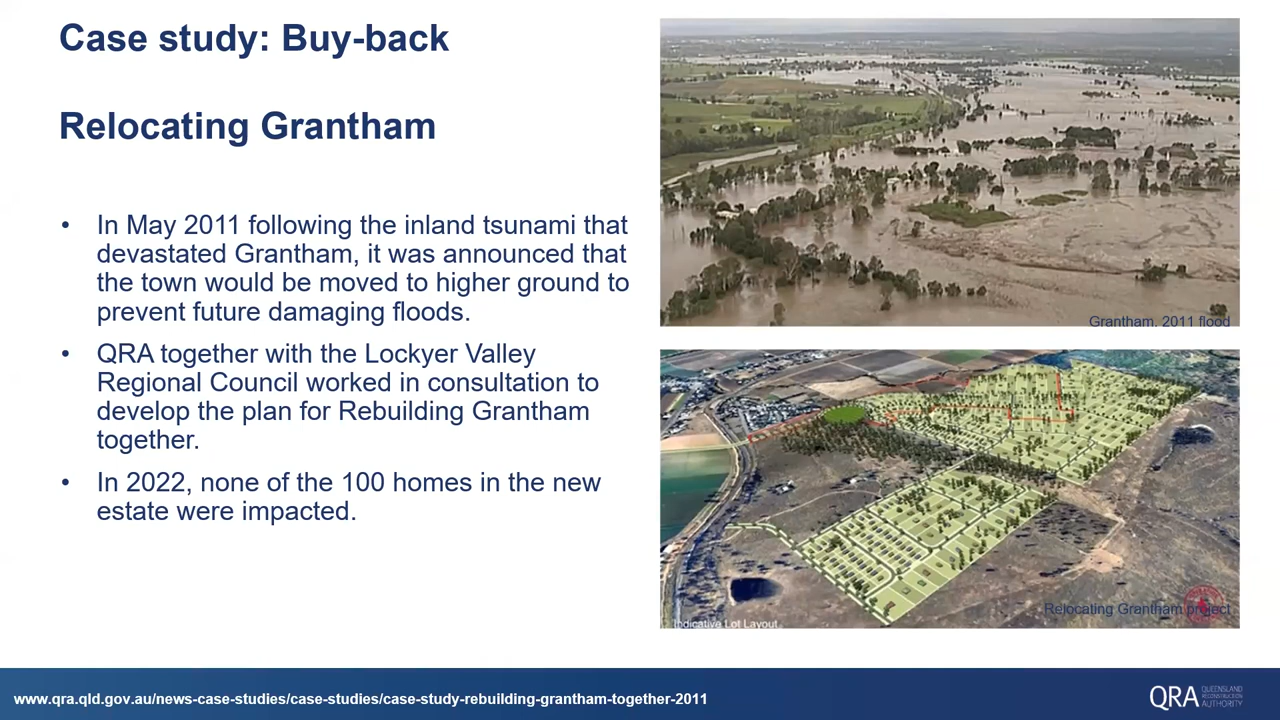 Case study: Buy-back
Relocating Grantham
• In May 2011 following the inland tsunami that
devastated Grantham, it was announced that
the town would be moved to higher ground to
prevent future damaging floods.
• QRA together with the Lockyer Valley
Regional Council worked in consultation to
develop the plan for Rebuilding Grantham
together.
• In 2022, none of the 100 homes in the new
estate were impacted.
Grantham, 2011 flood
Relocating Grantham project
Indicative Lot Layout
www.qra.qld.gov.au/news-case-studies/case-studies/case-study-rebuilding-grantham-together-2011
QRA
QUEENSLAND
RECONSTRUCTION
AUTHORITY